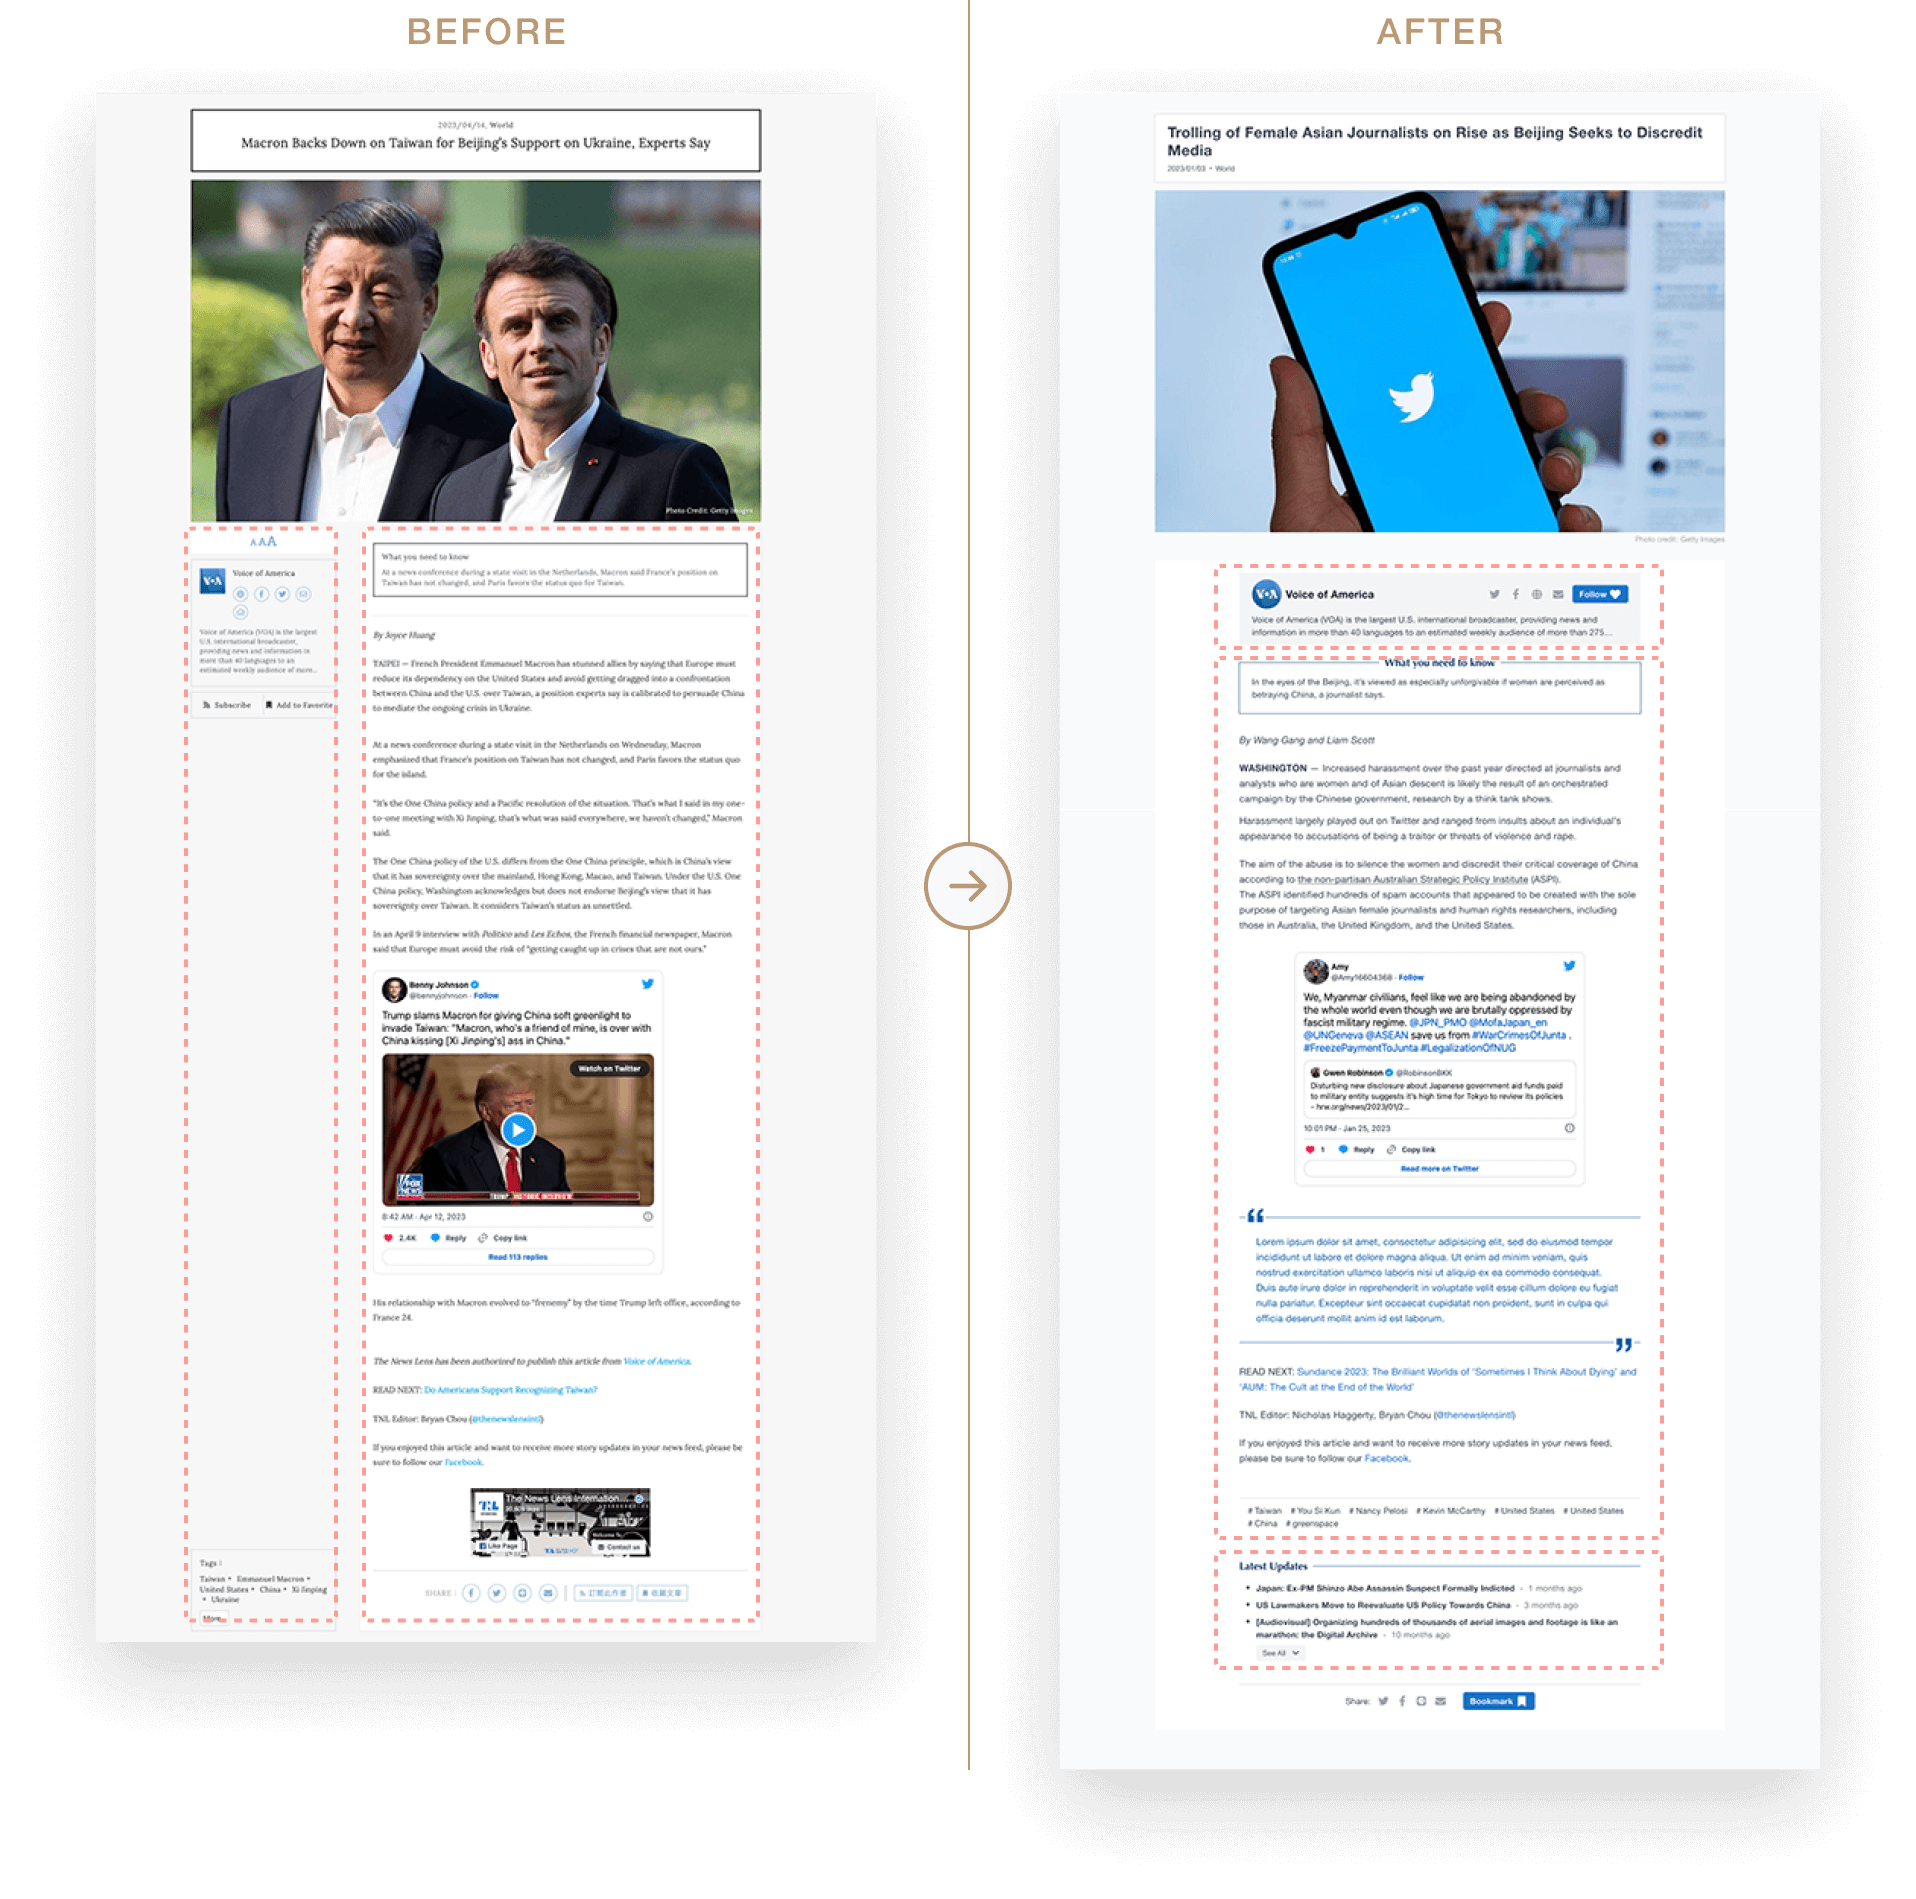 BEFORE
2023/04/14, World
Macron Backs Down on Taiwan for Beijing's Support on Ukraine, Experts Say
Photo Credit: Getty Images
AAA
VOA
Voice of America
Voice of America (VOA) is the largest
U.S. international broadcaster,
providing news and information in
more than 40 languages to an
estimated weekly audience of more...
Subscribe
Add to Favorite
Tags :
Taiwan • Emmanuel Macron •
United States • China • Xi Jinping
• Ukraine
More
What you need to know
At a news conference during a state visit in the Netherlands, Macron said France's position on
Taiwan has not changed, and Paris favors the status quo for Taiwan.
By Joyce Huang
TAIPEI — French President Emmanuel Macron has stunned allies by saying that Europe must
reduce its dependency on the United States and avoid getting dragged into a confrontation
between China and the U.S. over Taiwan, a position experts say is calibrated to persuade China
to mediate the ongoing crisis in Ukraine.
At a news conference during a state visit in the Netherlands on Wednesday, Macron
emphasized that France's position on Taiwan has not changed, and Paris favors the status quo
for the island.
"It's the One China policy and a Pacific resolution of the situation. That's what I said in my one-
to-one meeting with Xi Jinping, that's what was said everywhere, we haven't changed," Macron
said.
The One China policy of the U.S. differs from the One China principle, which is China's view
that it has sovereignty over the mainland, Hong Kong, Macao, and Taiwan. Under the U.S. One
China policy, Washington acknowledges but does not endorse Beijing's view that it has
sovereignty over Taiwan. It considers Taiwan's status as unsettled.
In an April 9 interview with Politico and Les Echos, the French financial newspaper, Macron
said that Europe must avoid the risk of "getting caught up in crises that are not ours."
Benny Johnson
@bennyjohnson · Follow
Trump slams Macron for giving China soft greenlight to
invade Taiwan: "Macron, who's a friend of mine, is over with
China kissing [Xi Jinping's] ass in China."
Watch on Twitter
FOX NEWS
TRUMP: HISTORIC INTERVIEW
8:42 AM · Apr 12, 2023
2.4K Reply Copy link
Read 113 replies
His relationship with Macron evolved to "frenemy" by the time Trump left office, according to
France 24.
The News Lens has been authorized to publish this article from Voice of America.
READ NEXT: Do Americans Support Recognizing Taiwan?
TNL Editor: Bryan Chou (@thenewslensintl)
If you enjoyed this article and want to receive more story updates in your news feed, please be
sure to follow our Facebook.
TNL
The News Lens Internation...
Like Page
Contact us
SHARE :
訂閱此作者
收藏文章
AFTER
Trolling of Female Asian Journalists on Rise as Beijing Seeks to Discredit
Media
2023/01/03 • World
Photo credit: Getty Images
VOA
Voice of America
Follow
Voice of America (VOA) is the largest U.S. international broadcaster, providing news and
information in more than 40 languages to an estimated weekly audience of more than 275...
What you need to know
In the eyes of the Beijing, it's viewed as especially unforgivable if women are perceived as
betraying China, a journalist says.
By Wang Gang and Liam Scott
WASHINGTON — Increased harassment over the past year directed at journalists and
analysts who are women and of Asian descent is likely the result of an orchestrated
campaign by the Chinese government, research by a think tank shows.
Harassment largely played out on Twitter and ranged from insults about an individual's
appearance to accusations of being a traitor or threats of violence and rape.
The aim of the abuse is to silence the women and discredit their critical coverage of China
according to the non-partisan Australian Strategic Policy Institute (ASPI).
The ASPI identified hundreds of spam accounts that appeared to be created with the sole
purpose of targeting Asian female journalists and human rights researchers, including
those in Australia, the United Kingdom, and the United States.
Amy
@Amy16604368 · Follow
We, Myanmar civilians, feel like we are being abandoned by
the whole world even though we are brutally oppressed by
fascist military regime. @JPN_PMO @MofaJapan_en
@UNGeneva @ASEAN save us from #WarCrimesOfJunta .
#FreezePaymentToJunta #LegalizationOfNUG
Gwen Robinson @RobinsonBKK
Disturbing new disclosure about Japanese government aid funds paid
to military entity suggests it's high time for Tokyo to review its policies
- hrw.org/news/2023/01/2...
10:01 PM · Jan 25, 2023
1 Reply Copy link
Read more on Twitter
Lorem ipsum dolor sit amet, consectetur adipisicing elit, sed do eiusmod tempor
incididunt ut labore et dolore magna aliqua. Ut enim ad minim veniam, quis
nostrud exercitation ullamco laboris nisi ut aliquip ex ea commodo consequat.
Duis aute irure dolor in reprehenderit in voluptate velit esse cillum dolore eu fugiat
nulla pariatur. Excepteur sint occaecat cupidatat non proident, sunt in culpa qui
officia deserunt mollit anim id est laborum.
READ NEXT: Sundance 2023: The Brilliant Worlds of 'Sometimes I Think About Dying' and
'AUM: The Cult at the End of the World'
TNL Editor: Nicholas Haggerty, Bryan Chou (@thenewslensintl)
If you enjoyed this article and want to receive more story updates in your news feed,
please be sure to follow our Facebook.
# Taiwan # You Si Kun # Nancy Pelosi # Kevin McCarthy # United States # United States
# China # greenspace
Latest Updates
Japan: Ex-PM Shinzo Abe Assassin Suspect Formally Indicted - 1 months ago
US Lawmakers Move to Reevaluate US Policy Towards China - 3 months ago
[Audiovisual] Organizing hundreds of thousands of aerial images and footage is like an
marathon: the Digital Archive - 10 months ago
See All
Share:
Bookmark